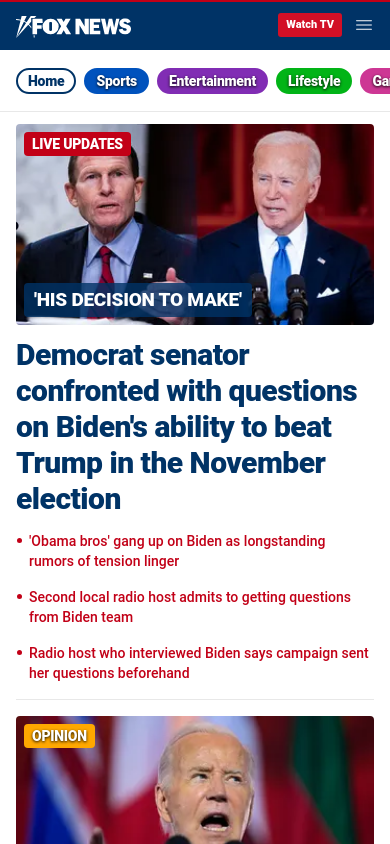 FOX NEWS
Watch TV
Home
Sports
Entertainment
Lifestyle
Ga
LIVE UPDATES
'HIS DECISION TO MAKE'
Democrat senator
confronted with questions
on Biden's ability to beat
Trump in the November
election
'Obama bros' gang up on Biden as longstanding
rumors of tension linger
Second local radio host admits to getting questions
from Biden team
Radio host who interviewed Biden says campaign sent
her questions beforehand
OPINION